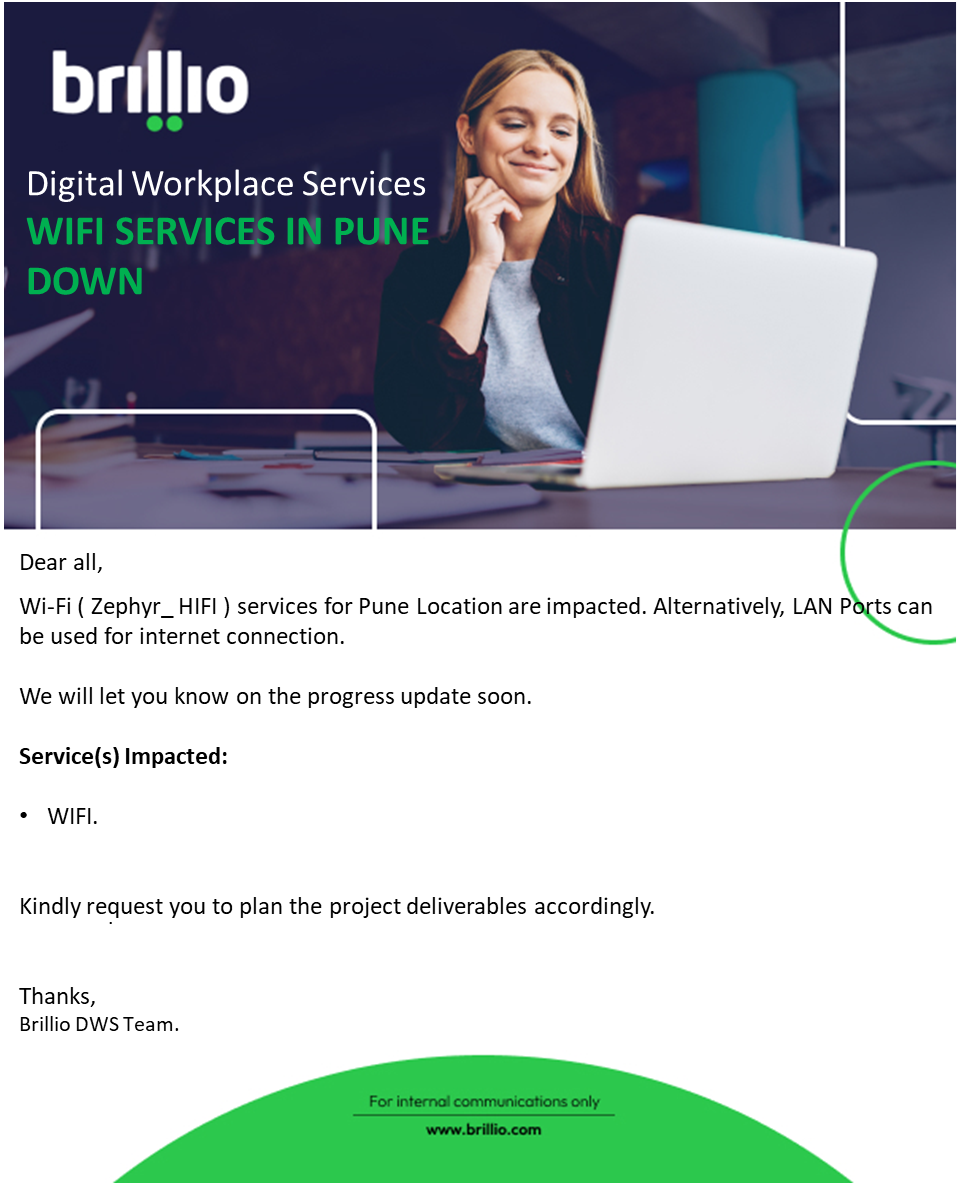 brillio
Digital Workplace Services
WIFI SERVICES IN PUNE
DOWN
Dear all,
Wi-Fi ( Zephyr_ HIFI ) services for Pune Location are impacted. Alternatively, LAN Ports can
be used for internet connection.
We will let you know on the progress update soon.
Service(s) Impacted:
• WIFI.
Kindly request you to plan the project deliverables accordingly.
Thanks,
Brillio DWS Team.
For internal communications only
www.brillio.com